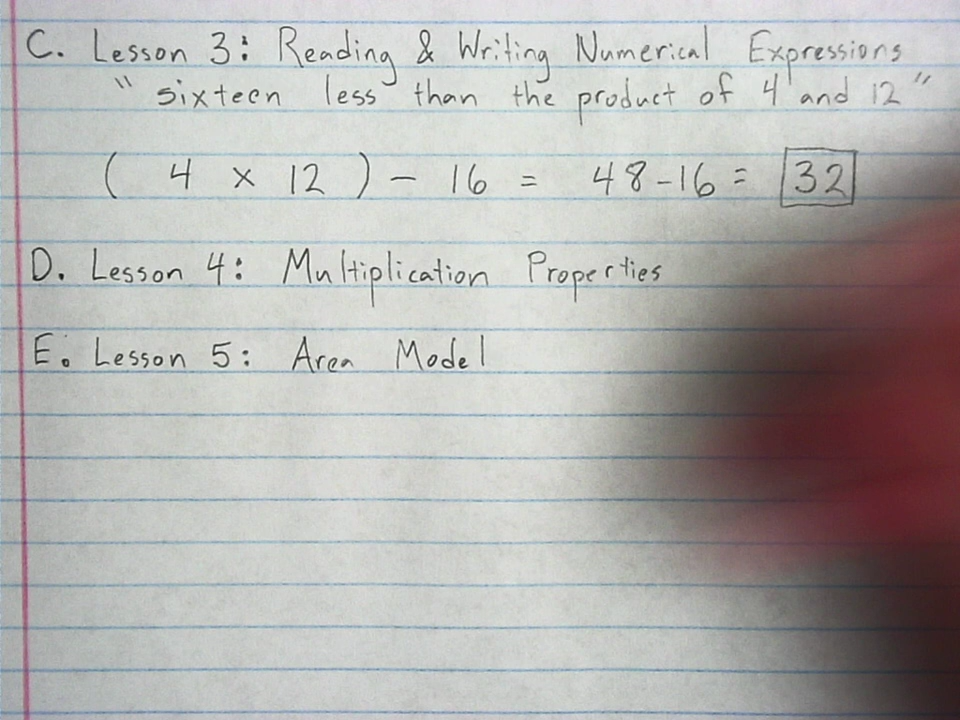 C. Lesson 3: Reading & Writing Numerical Expressions
"sixteen less than the product of 4 and 12"
( 4 x 12 ) - 16 = 48-16 = 32
D. Lesson 4: Multiplication Properties
E. Lesson 5: Area Model